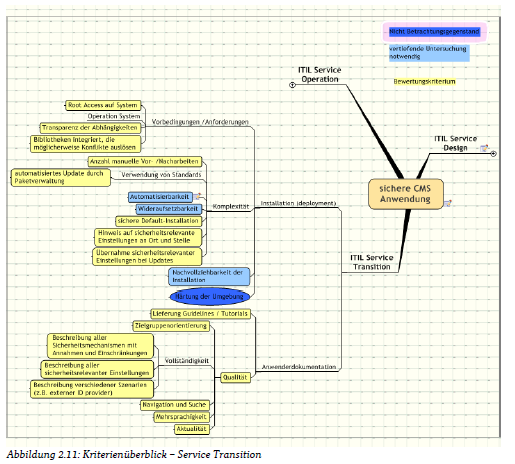 Nicht Betrachtungsgegenstand
vertiefende Untersuchung
notwendig
Bewertungskriterium
ITIL Service
Operation
ITIL Service
Design
sichere CMS
Anwendung
ITIL Service
Transition
Installation (deployment)
Vorbedingungen /Anforderungen
Root Access auf System
Operation System
Transparenz der Abhängigkeiten
Bibliotheken integriert, die
möglicherweise Konflikte auslösen
Komplexität
Anzahl manuelle Vor- /Nacharbeiten
Verwendung von Standards
automatisiertes Update durch
Paketverwaltung
Automatisierbarkeit
Wideraufsetzbarkeit
sichere Default-Installation
Hinweis auf sicherheitsrelevante
Einstellungen an Ort und Stelle
Übernahme sicherheitsrelevanter
Einstellungen bei Updates
Nachvollziehbarkeit der
Installation
Härtung der Umgebung
Anwenderdokumentation
Lieferung Guidelines / Tutorials
Qualität
Zielgruppenorientierung
Vollständigkeit
Beschreibung aller
Sicherheitsmechanismen mit
Annahmen und Einschränkungen
Beschreibung aller
sicherheitsrelevanter Einstellungen
Beschreibung verschiedener Szenarien
(z.B. externer ID provider)
Navigation und Suche
Mehrsprachigkeit
Aktualität
Abbildung 2.11: Kriterienüberblick – Service Transition